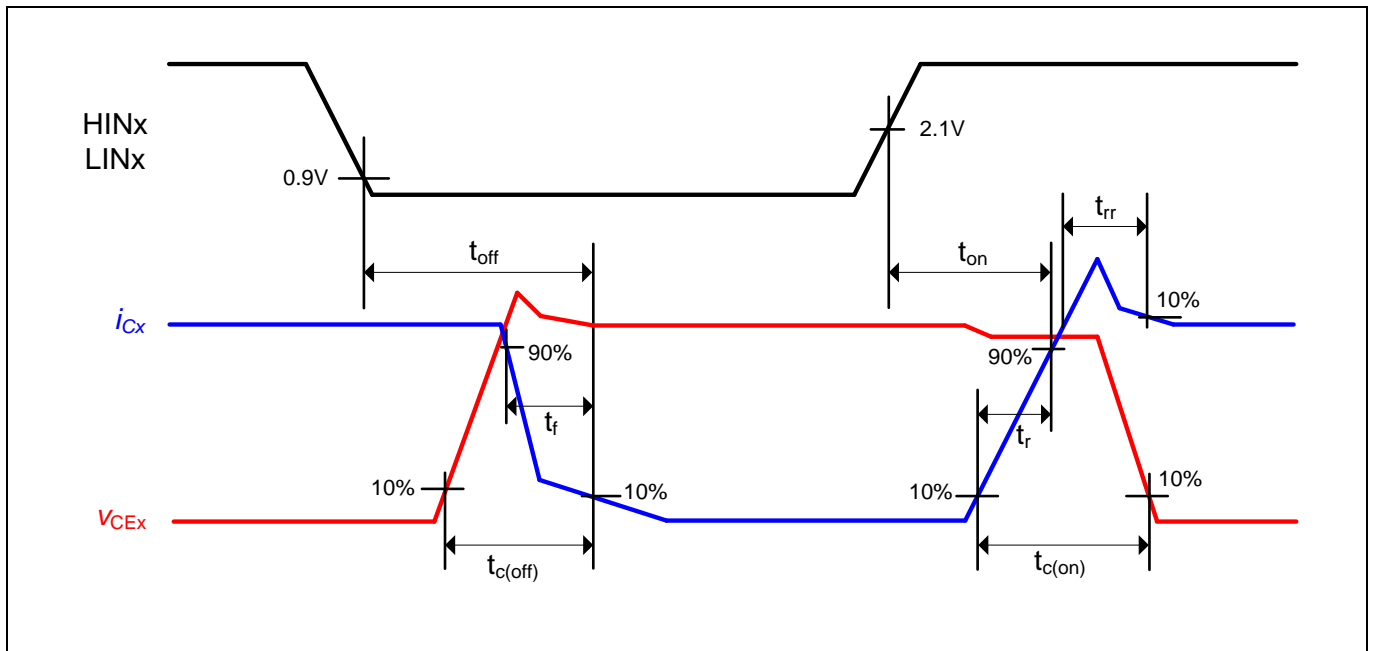 HINx
LINx
0.9V
2.1V
t_rr
t_off
t_on
i_Cx
10%
90%
90%
t_f
t_r
10%
10%
10%
10%
v_CEx
t_c(off)
t_c(on)